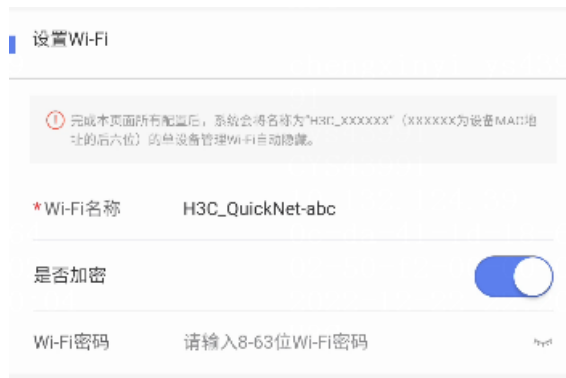 设置Wi-Fi
完成本页面所有配置后，系统会将名称为"H3C_XXXXXX"（XXXXXX为设备MAC地
址的后六位）的单设备管理Wi-Fi自动隐藏。
*Wi-Fi名称 H3C_QuickNet-abc
是否加密
Wi-Fi密码 请输入8-63位Wi-Fi密码